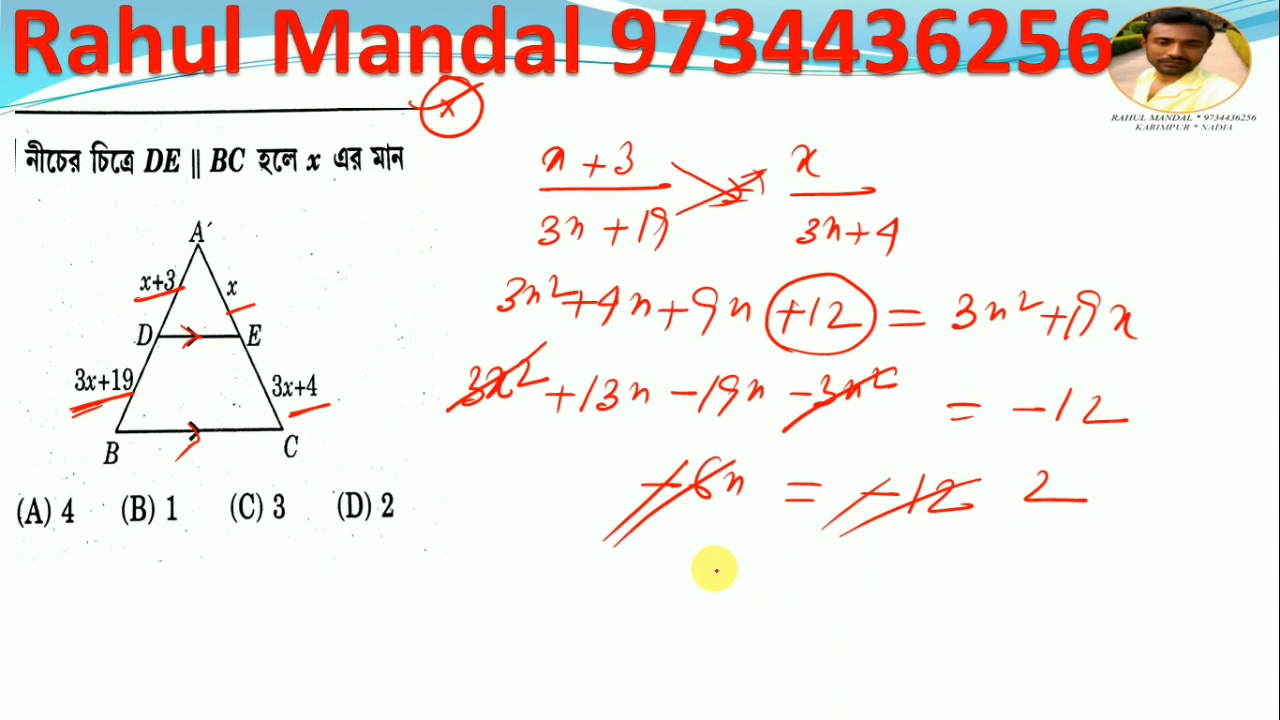 Rahul Mandal 9734436256
RAHUL MANDAL * 9734436256
KARIMPUR * NADIA
x
নীচের চিত্রে DE || BC হলে x এর মান
A
x+3 x
D E
3x+19 3x+4
B C
(A) 4 (B) 1 (C) 3 (D) 2
x + 3 x
3x + 19 3x+4
3x²+4x+9x +12 = 3x²+19x
3x² +13x -19x -3x² = -12
-6x = -12 2